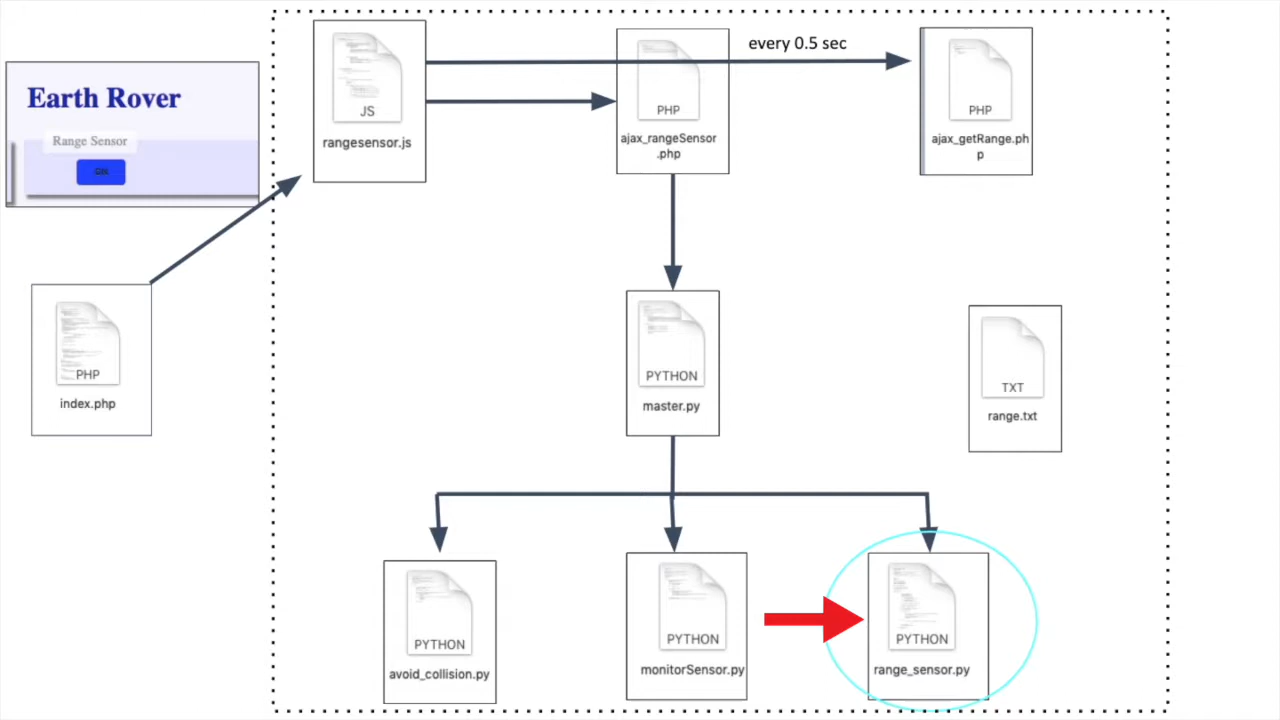 every 0.5 sec
Earth Rover
Range Sensor
JS
rangesensor.js
PHP
ajax_rangeSensor
.php
PHP
ajax_getRange.ph
p
PHP
index.php
PYTHON
master.py
TXT
range.txt
PYTHON
avoid_collision.py
PYTHON
monitorSensor.py
PYTHON
range_sensor.py